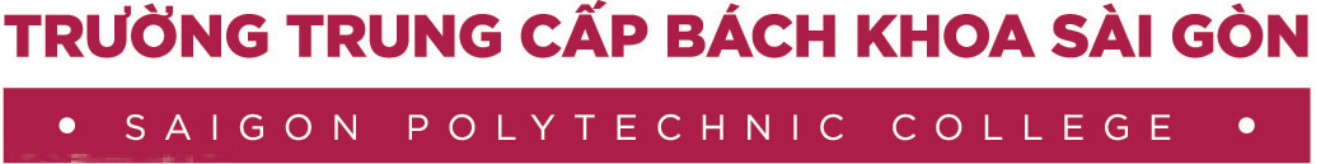 TRƯỜNG TRUNG CẤP BÁCH KHOA SÀI GÒN
• SAIGON POLYTECHNIC COLLEGE •